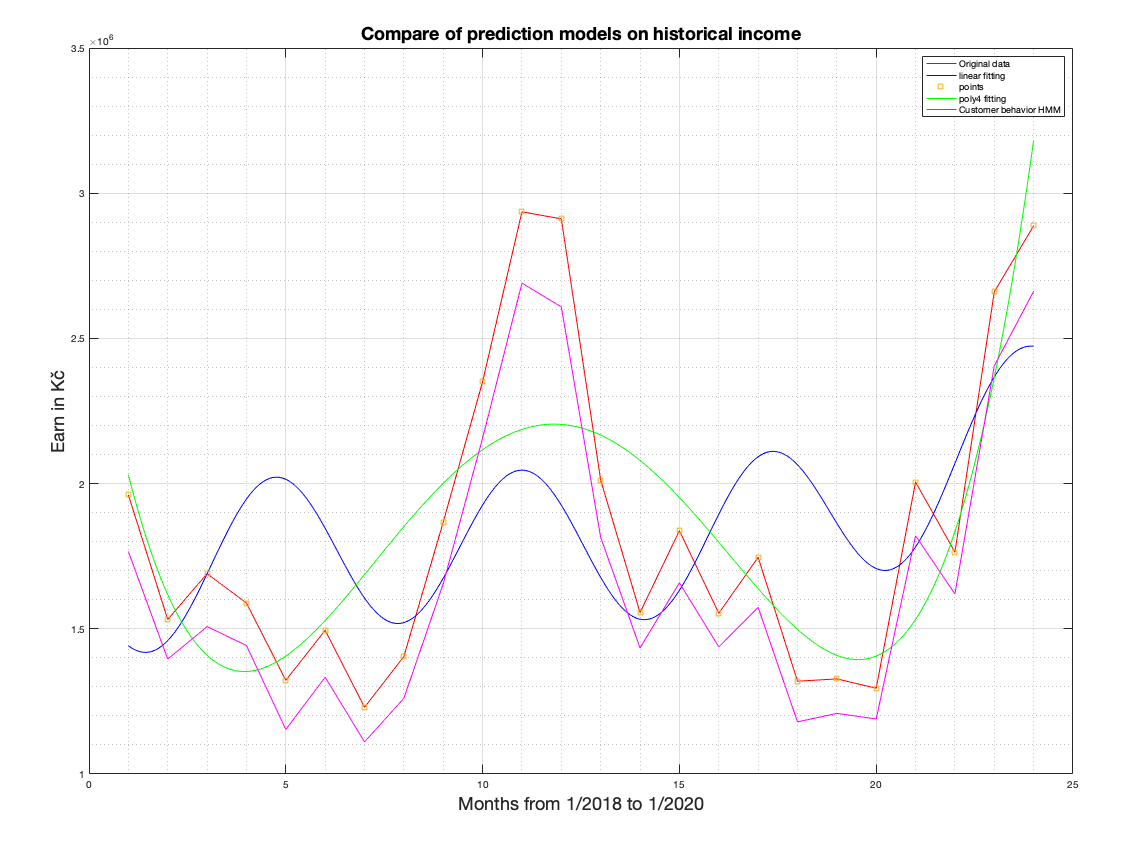 Compare of prediction models on historical income
×10⁶
3.5
3
2.5
2
1.5
1
0
5
10
15
20
25
Earn in Kč
Months from 1/2018 to 1/2020
Original data
linear fitting
points
poly4 fitting
Customer behavior HMM